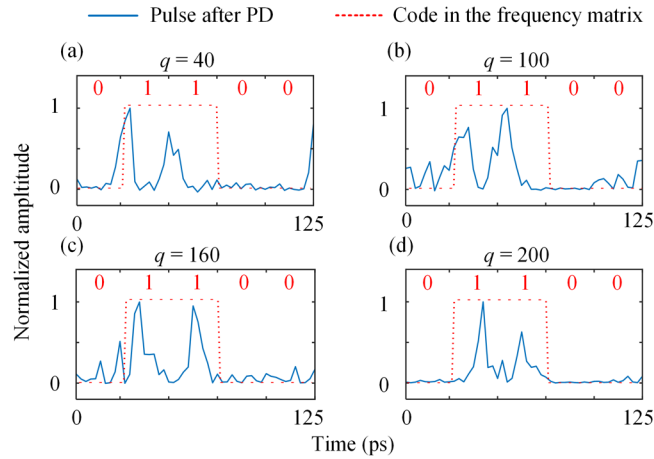 Pulse after PD Code in the frequency matrix
(a) q = 40 (b) q = 100
0 1 1 0 0 0 1 1 0 0
1 1
0 0
0 125 0 125
(c) q = 160 (d) q = 200
0 1 1 0 0 0 1 1 0 0
1 1
0 0
0 125 0 125
Normalized ampltitude
Time (ps)